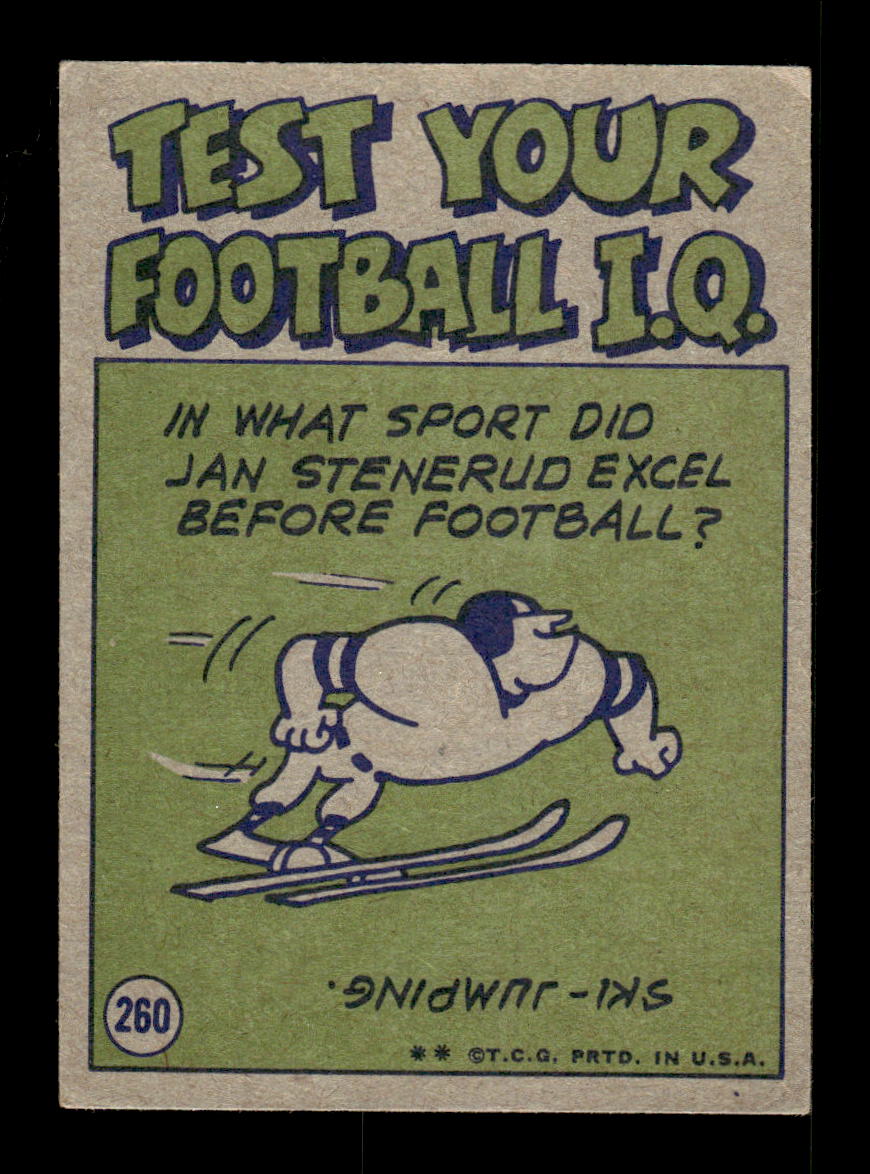 TEST YOUR
FOOTBALL I.Q.
IN WHAT SPORT DID
JAN STENERUD EXCEL
BEFORE FOOTBALL?
SKI-JUMPING.
260
** ©T.C.G. PRTD. IN U.S.A.